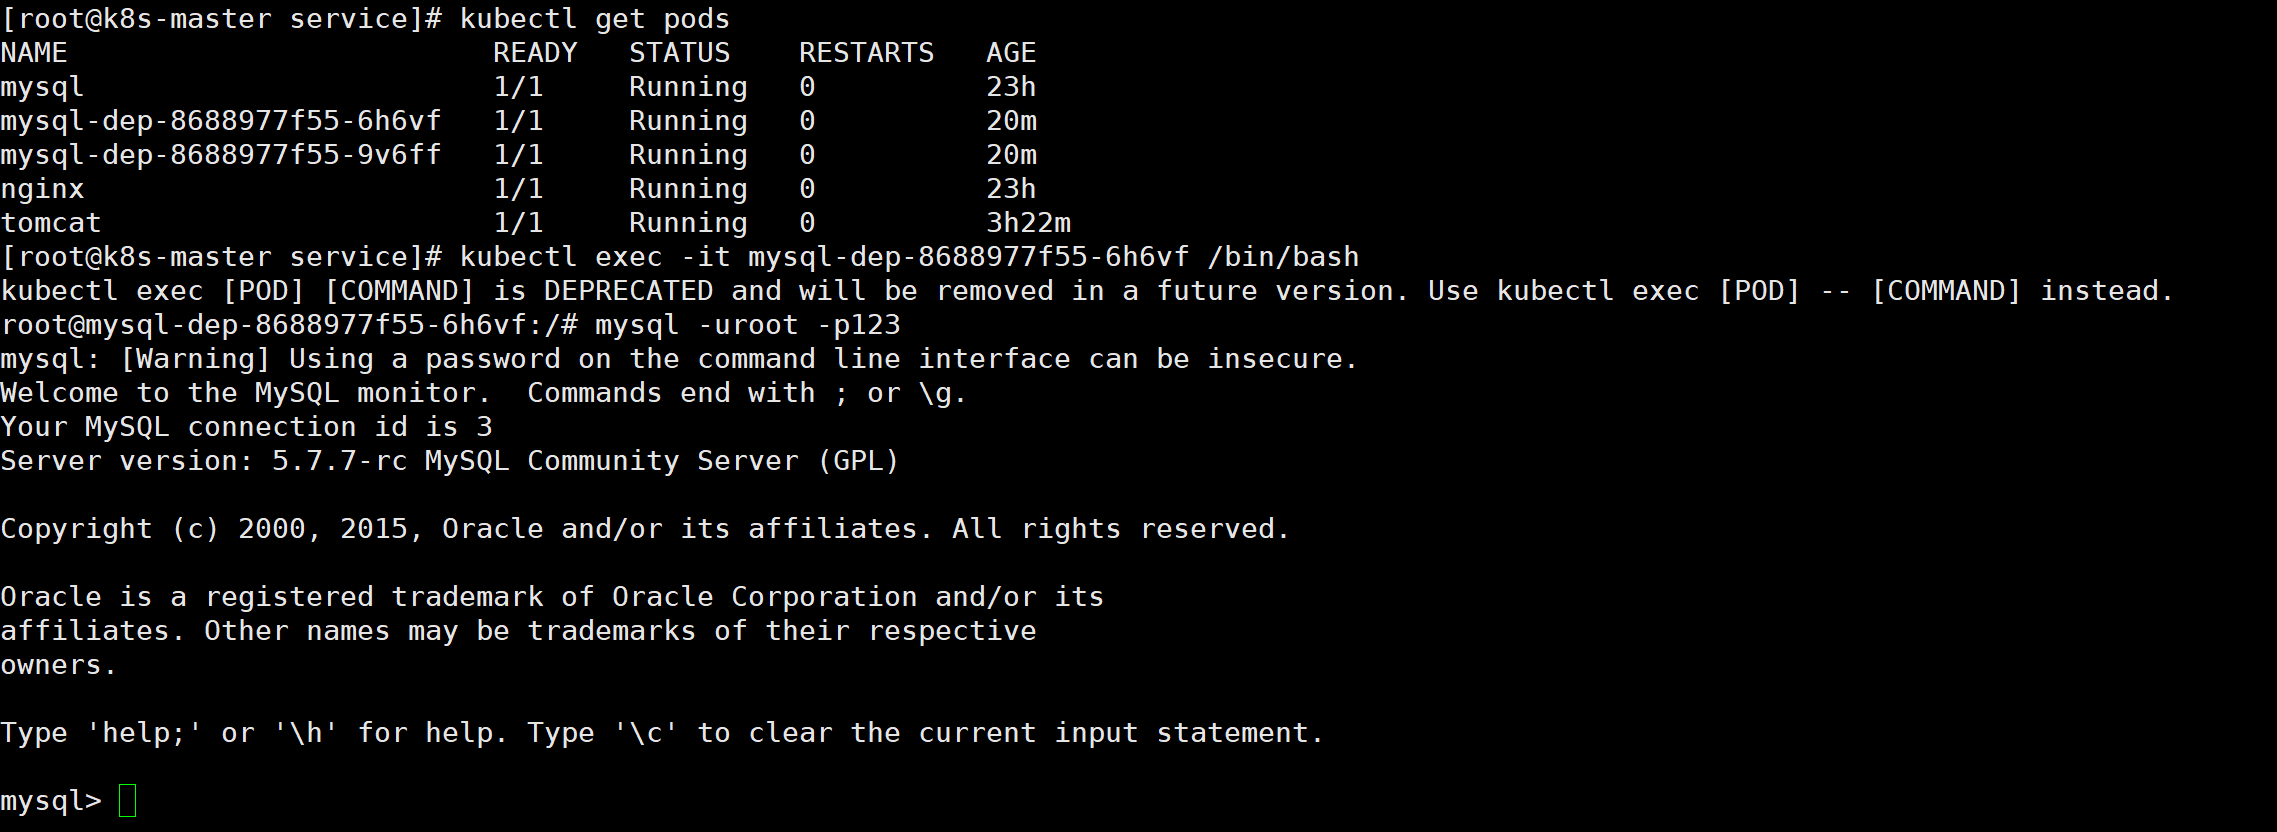 [root@k8s-master service]# kubectl get pods
NAME                         READY   STATUS    RESTARTS   AGE
mysql                        1/1     Running   0          23h
mysql-dep-8688977f55-6h6vf   1/1     Running   0          20m
mysql-dep-8688977f55-9v6ff   1/1     Running   0          20m
nginx                        1/1     Running   0          23h
tomcat                       1/1     Running   0          3h22m
[root@k8s-master service]# kubectl exec -it mysql-dep-8688977f55-6h6vf /bin/bash
kubectl exec [POD] [COMMAND] is DEPRECATED and will be removed in a future version. Use kubectl exec [POD] -- [COMMAND] instead.
root@mysql-dep-8688977f55-6h6vf:/# mysql -uroot -p123
mysql: [Warning] Using a password on the command line interface can be insecure.
Welcome to the MySQL monitor.  Commands end with ; or \g.
Your MySQL connection id is 3
Server version: 5.7.7-rc MySQL Community Server (GPL)

Copyright (c) 2000, 2015, Oracle and/or its affiliates. All rights reserved.

Oracle is a registered trademark of Oracle Corporation and/or its
affiliates. Other names may be trademarks of their respective
owners.

Type 'help;' or '\h' for help. Type '\c' to clear the current input statement.

mysql>